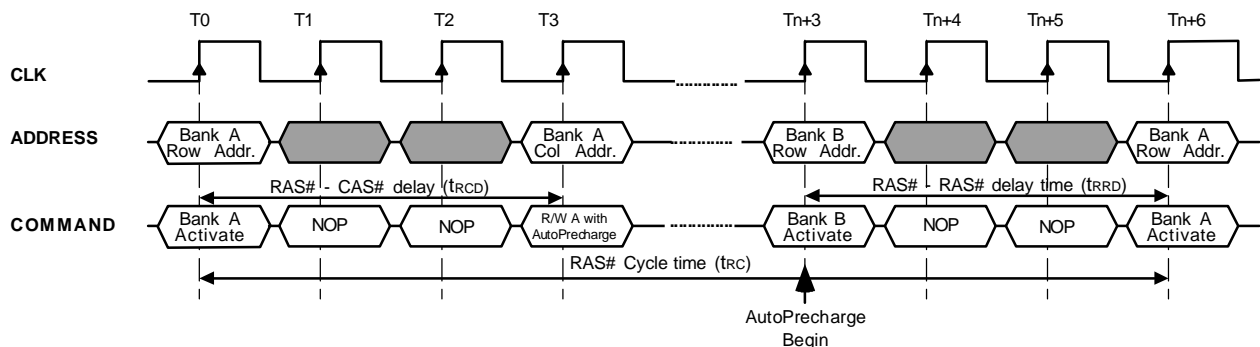 T0 T1 T2 T3 Tn+3 Tn+4 Tn+5 Tn+6
CLK
ADDRESS
Bank A
Row Addr.
Bank A
Col Addr.
Bank B
Row Addr.
Bank A
Row Addr.
RAS# - CAS# delay (tRCD)
RAS# - RAS# delay time (tRRD)
COMMAND
Bank A
Activate
NOP
NOP
R/W A with
AutoPrecharge
Bank B
Activate
NOP
NOP
Bank A
Activate
RAS# Cycle time (tRC)
AutoPrecharge
Begin